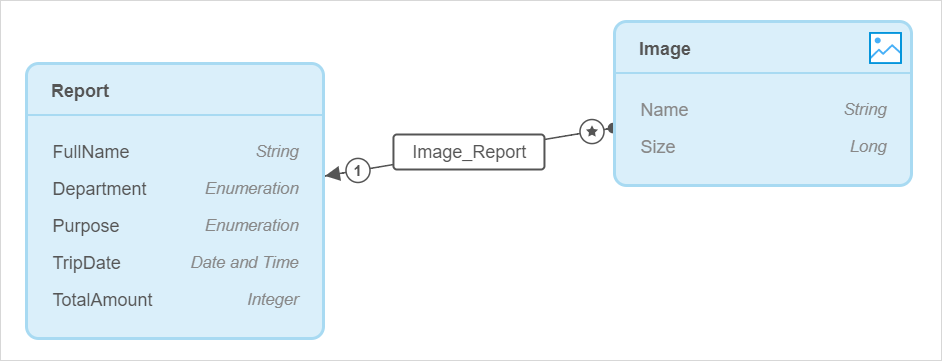 Report
FullName String
Department Enumeration
Purpose Enumeration
TripDate Date and Time
TotalAmount Integer
1
Image_Report
Image
Name String
Size Long